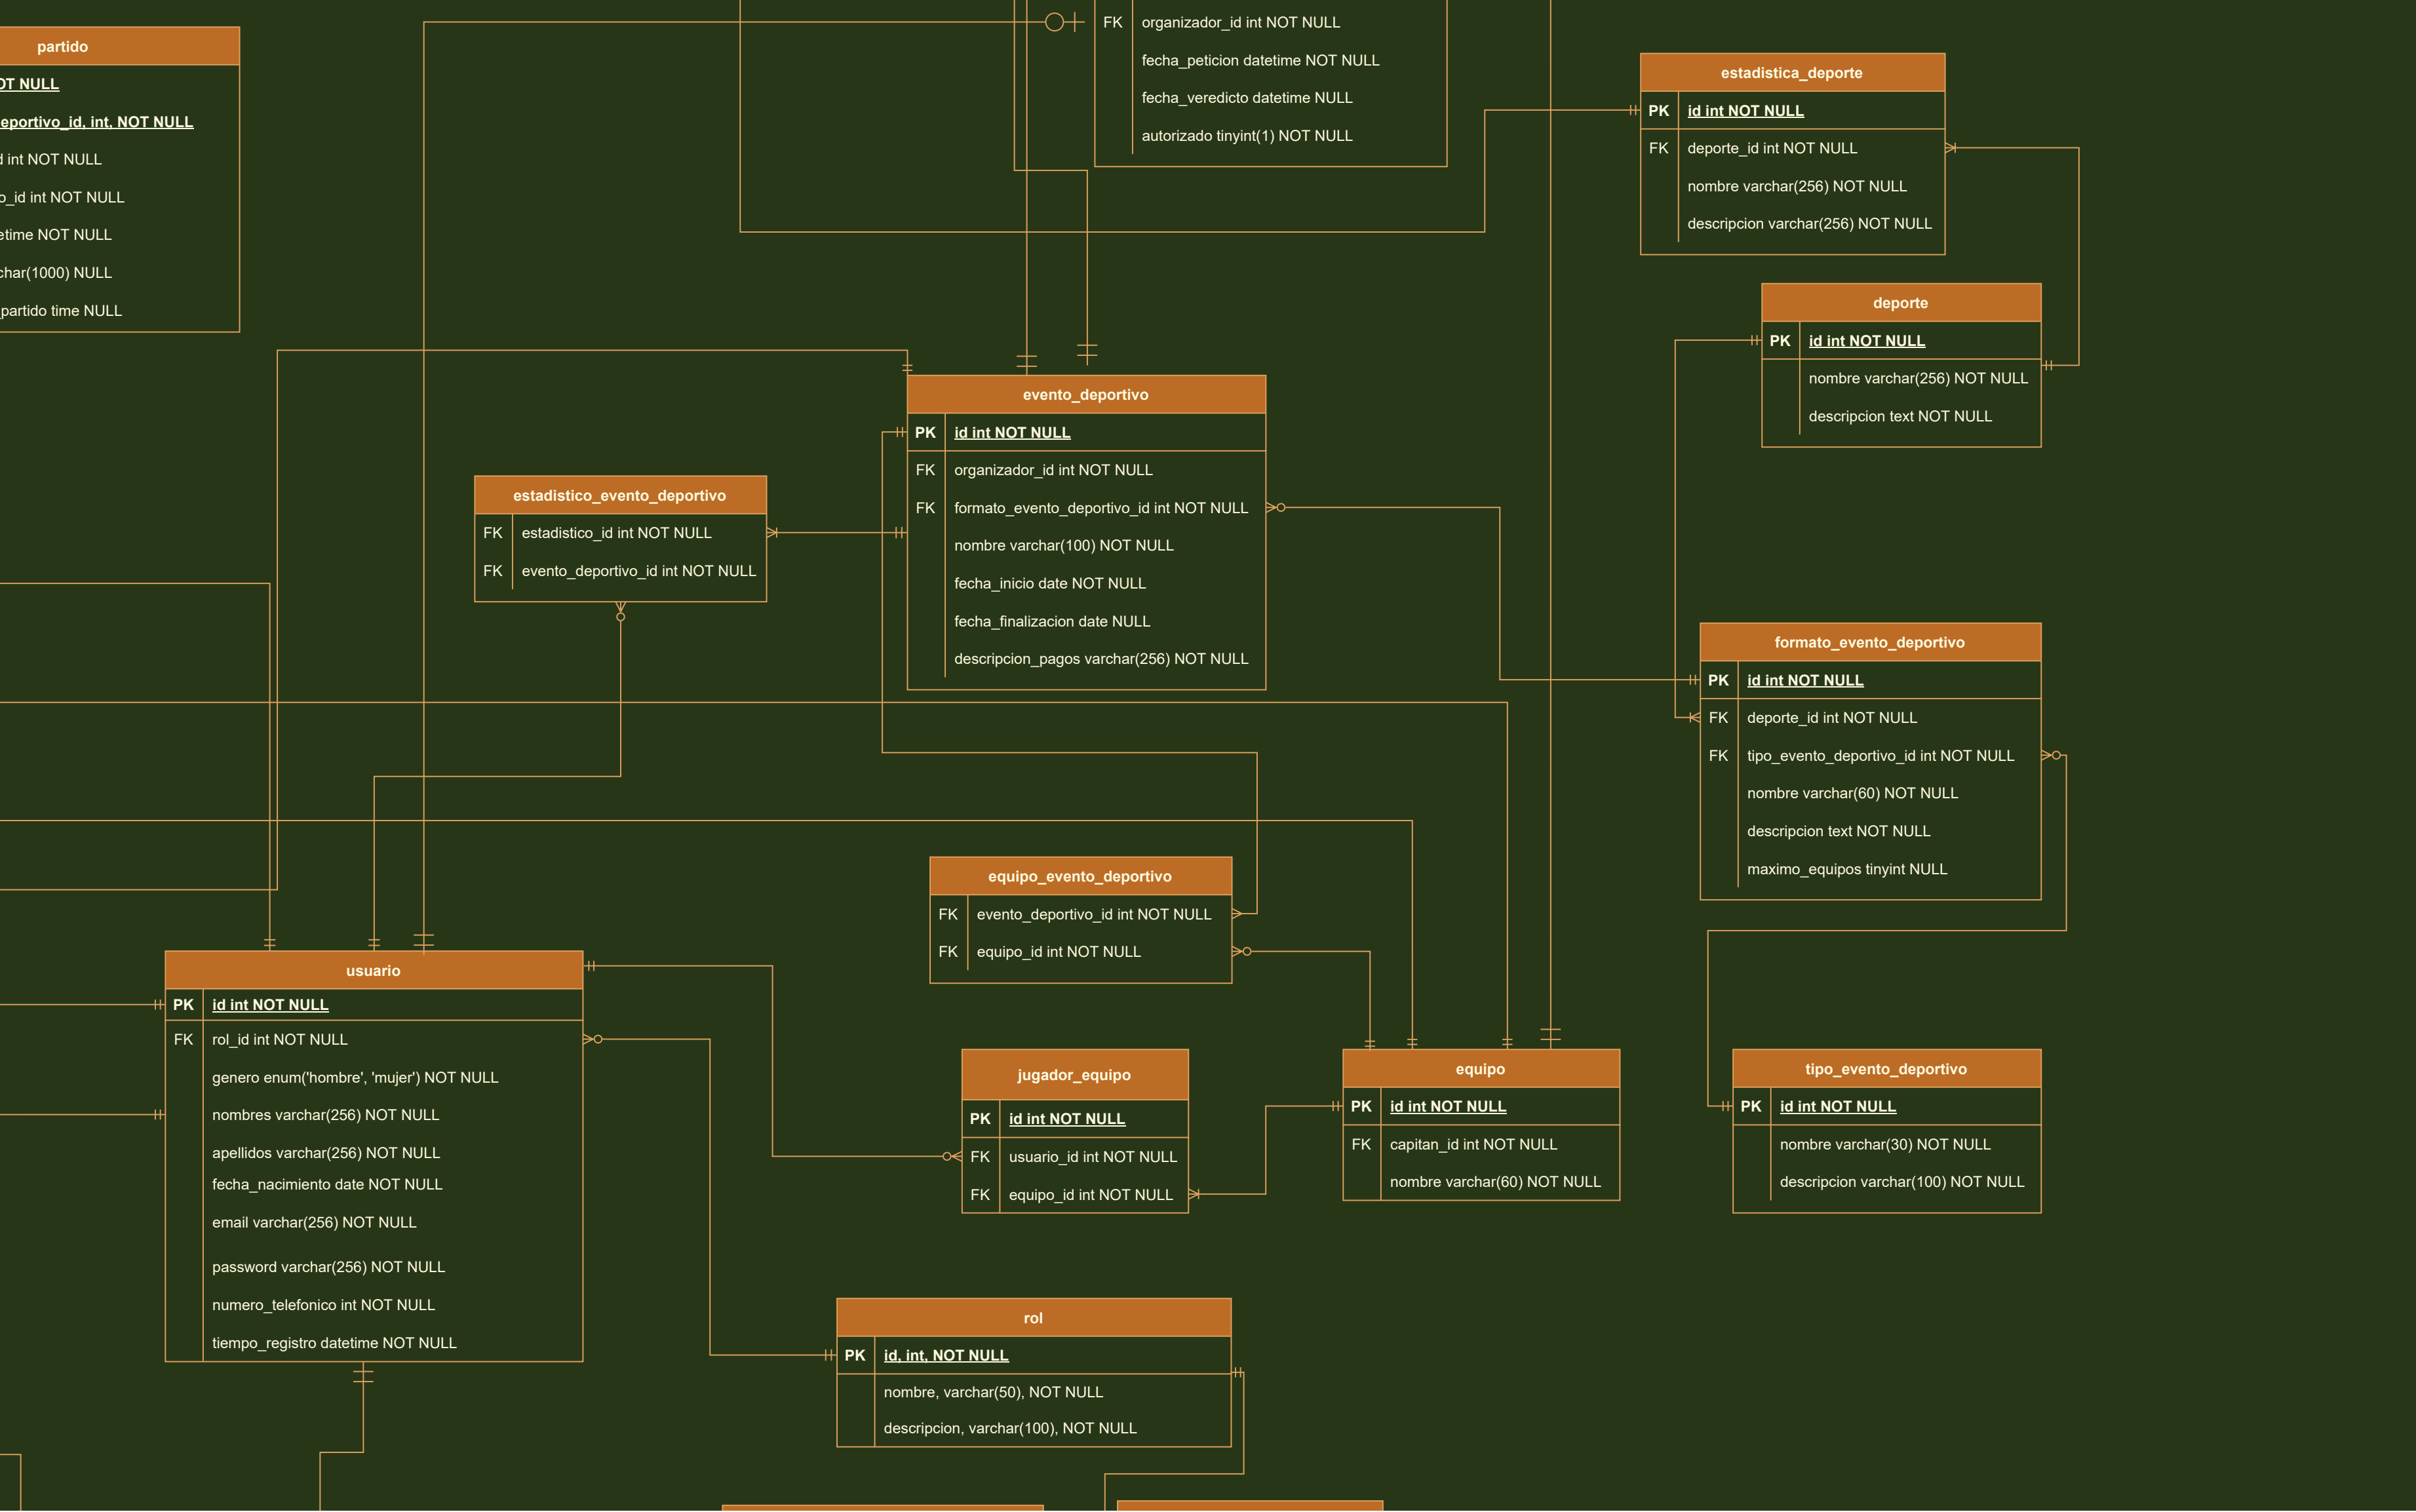 partido
OT NULL
eportivo_id, int, NOT NULL
d int NOT NULL
o_id int NOT NULL
etime NOT NULL
char(1000) NULL
partido time NULL
FK organizador_id int NOT NULL
fecha_peticion datetime NOT NULL
fecha_veredicto datetime NULL
autorizado tinyint(1) NOT NULL
estadistica_deporte
PK id int NOT NULL
FK deporte_id int NOT NULL
nombre varchar(256) NOT NULL
descripcion varchar(256) NOT NULL
deporte
PK id int NOT NULL
nombre varchar(256) NOT NULL
descripcion text NOT NULL
evento_deportivo
PK id int NOT NULL
FK organizador_id int NOT NULL
FK formato_evento_deportivo_id int NOT NULL
nombre varchar(100) NOT NULL
fecha_inicio date NOT NULL
fecha_finalizacion date NULL
descripcion_pagos varchar(256) NOT NULL
estadistico_evento_deportivo
FK estadistico_id int NOT NULL
FK evento_deportivo_id int NOT NULL
formato_evento_deportivo
PK id int NOT NULL
FK deporte_id int NOT NULL
FK tipo_evento_deportivo_id int NOT NULL
nombre varchar(60) NOT NULL
descripcion text NOT NULL
maximo_equipos tinyint NULL
equipo_evento_deportivo
FK evento_deportivo_id int NOT NULL
FK equipo_id int NOT NULL
usuario
PK id int NOT NULL
FK rol_id int NOT NULL
genero enum('hombre', 'mujer') NOT NULL
nombres varchar(256) NOT NULL
apellidos varchar(256) NOT NULL
fecha_nacimiento date NOT NULL
email varchar(256) NOT NULL
password varchar(256) NOT NULL
numero_telefonico int NOT NULL
tiempo_registro datetime NOT NULL
jugador_equipo
PK id int NOT NULL
FK usuario_id int NOT NULL
FK equipo_id int NOT NULL
equipo
PK id int NOT NULL
FK capitan_id int NOT NULL
nombre varchar(60) NOT NULL
tipo_evento_deportivo
PK id int NOT NULL
nombre varchar(30) NOT NULL
descripcion varchar(100) NOT NULL
rol
PK id, int, NOT NULL
nombre, varchar(50), NOT NULL
descripcion, varchar(100), NOT NULL